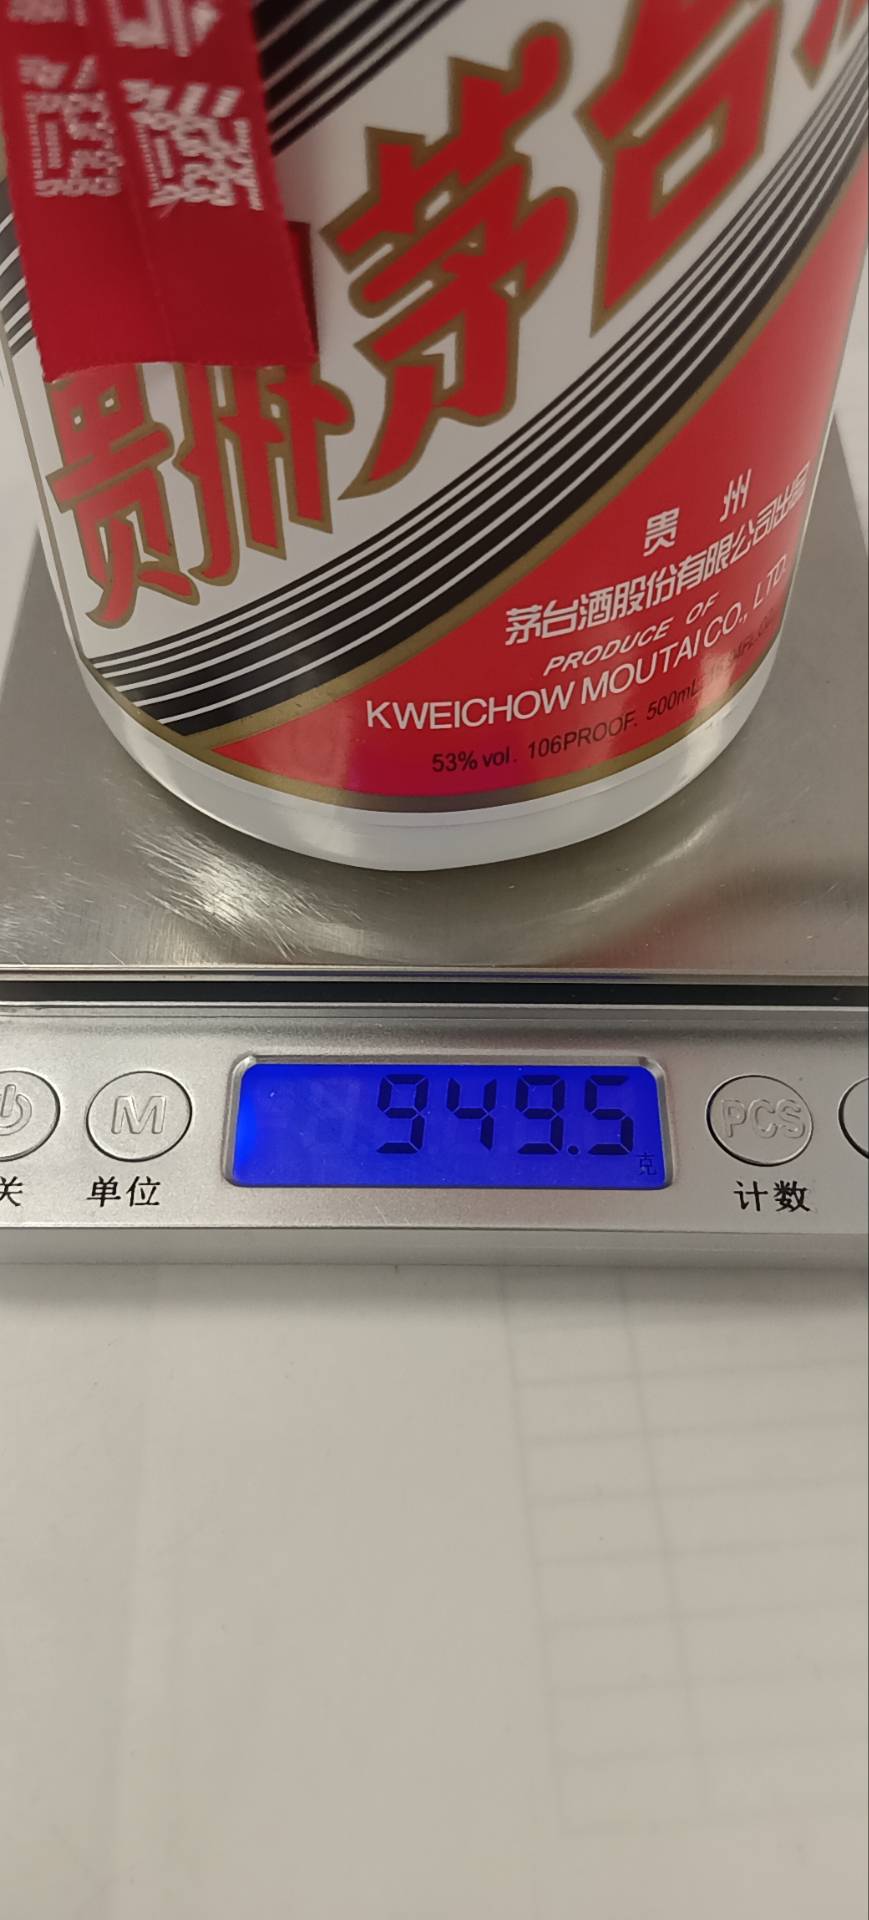 贵州茅台
贵 州
茅台酒股份有限公司出品
PRODUCE OF
KWEICHOW MOUTAI CO., LTD.
53% vol. 106PROOF. 500mL
949.5
克
M
PCS
关
单位
计数